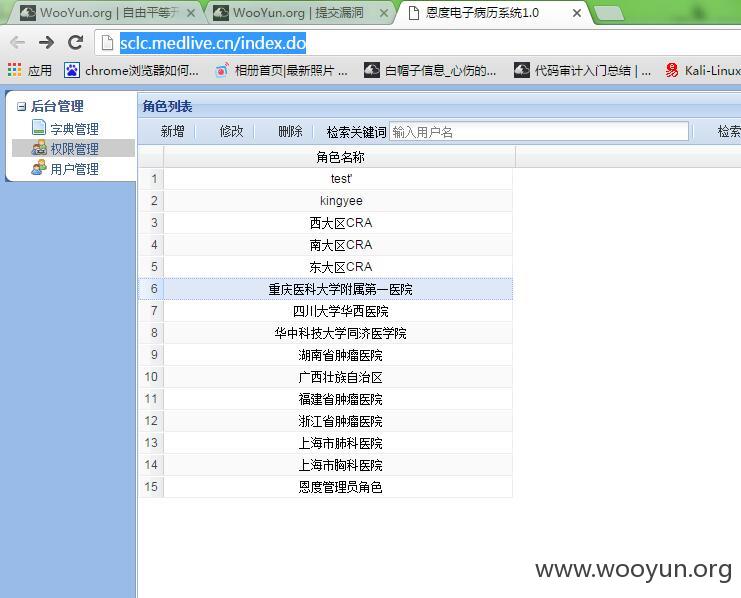 WooYun.org | 自由平等开
WooYun.org | 提交漏洞
恩度电子病历系统1.0
sclc.medlive.cn/index.do
应用
chrome浏览器如何...
相册首页|最新照片 ...
白帽子信息_心伤的...
代码审计入门总结 | ...
Kali-Linux
后台管理
字典管理
权限管理
用户管理
角色列表
新增 修改 删除 检索关键词 输入用户名 检索
角色名称
1 test'
2 kingyee
3 西大区CRA
4 南大区CRA
5 东大区CRA
6 重庆医科大学附属第一医院
7 四川大学华西医院
8 华中科技大学同济医学院
9 湖南省肿瘤医院
10 广西壮族自治区
11 福建省肿瘤医院
12 浙江省肿瘤医院
13 上海市肺科医院
14 上海市胸科医院
15 恩度管理员角色
www.wooyun.org